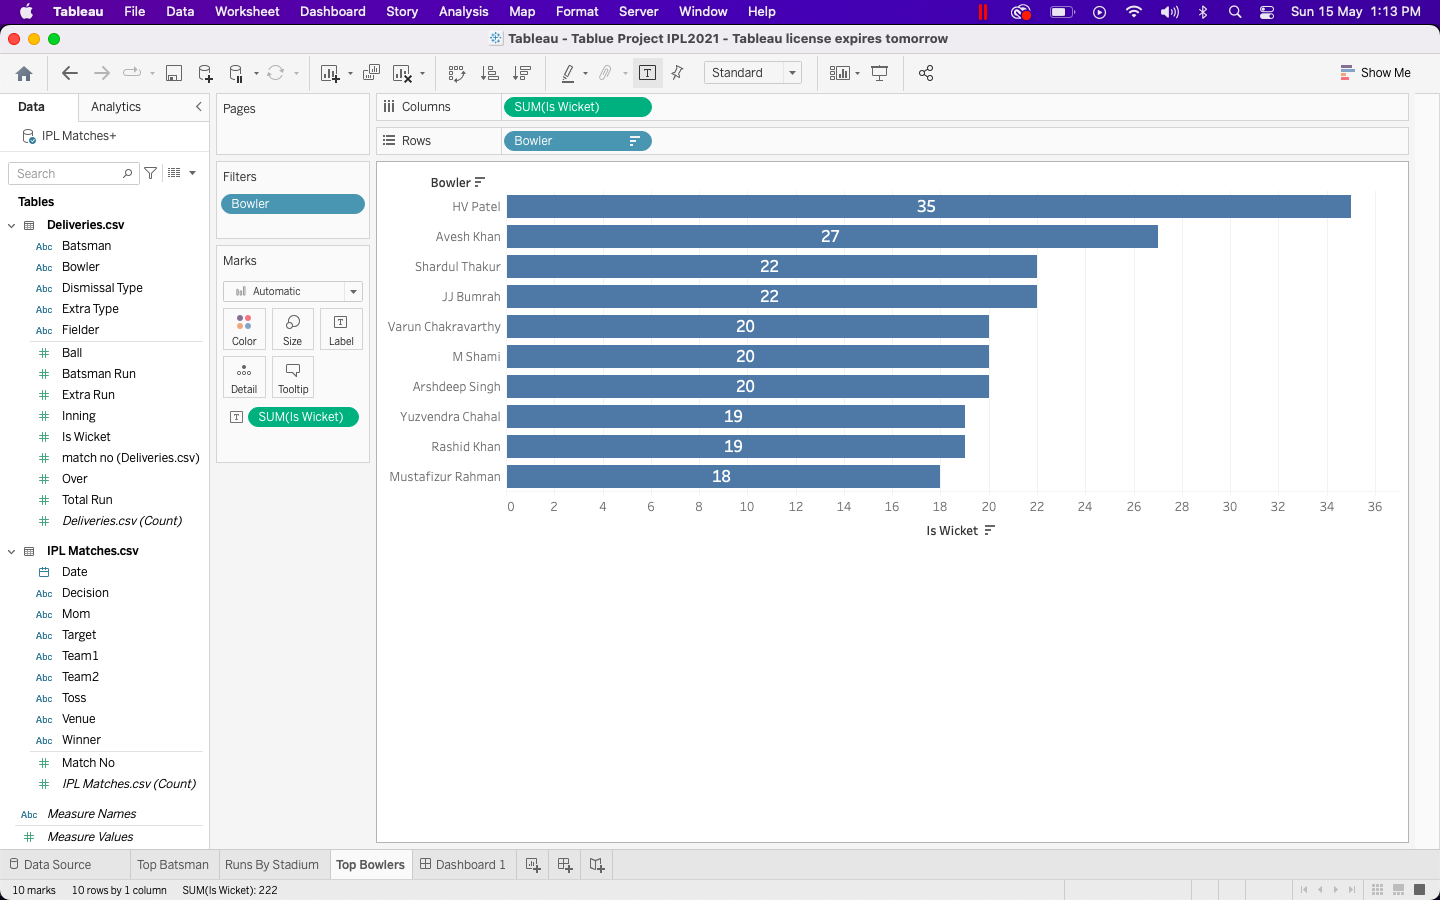 Tableau File Data Worksheet Dashboard Story Analysis Map Format Server Window Help Sun 15 May 1:13 PM
Tableau - Tablue Project IPL2021 - Tableau license expires tomorrow
Standard
Show Me
Data Analytics
IPL Matches+
Search
Tables
Deliveries.csv
Abc Batsman
Abc Bowler
Abc Dismissal Type
Abc Extra Type
Abc Fielder
Ball
Batsman Run
Extra Run
Inning
Is Wicket
match no (Deliveries.csv)
Over
Total Run
Deliveries.csv (Count)
IPL Matches.csv
Date
Abc Decision
Abc Mom
Abc Target
Abc Team1
Abc Team2
Abc Toss
Abc Venue
Abc Winner
Match No
IPL Matches.csv (Count)
Abc Measure Names
Measure Values
Pages
Filters
Bowler
Marks
Automatic
Color Size Label
Detail Tooltip
SUM(Is Wicket)
Columns SUM(Is Wicket)
Rows Bowler
Bowler
HV Patel 35
Avesh Khan 27
Shardul Thakur 22
JJ Bumrah 22
Varun Chakravarthy 20
M Shami 20
Arshdeep Singh 20
Yuzvendra Chahal 19
Rashid Khan 19
Mustafizur Rahman 18
0 2 4 6 8 10 12 14 16 18 20 22 24 26 28 30 32 34 36
Is Wicket
Data Source Top Batsman Runs By Stadium Top Bowlers Dashboard 1
10 marks 10 rows by 1 column SUM(Is Wicket): 222